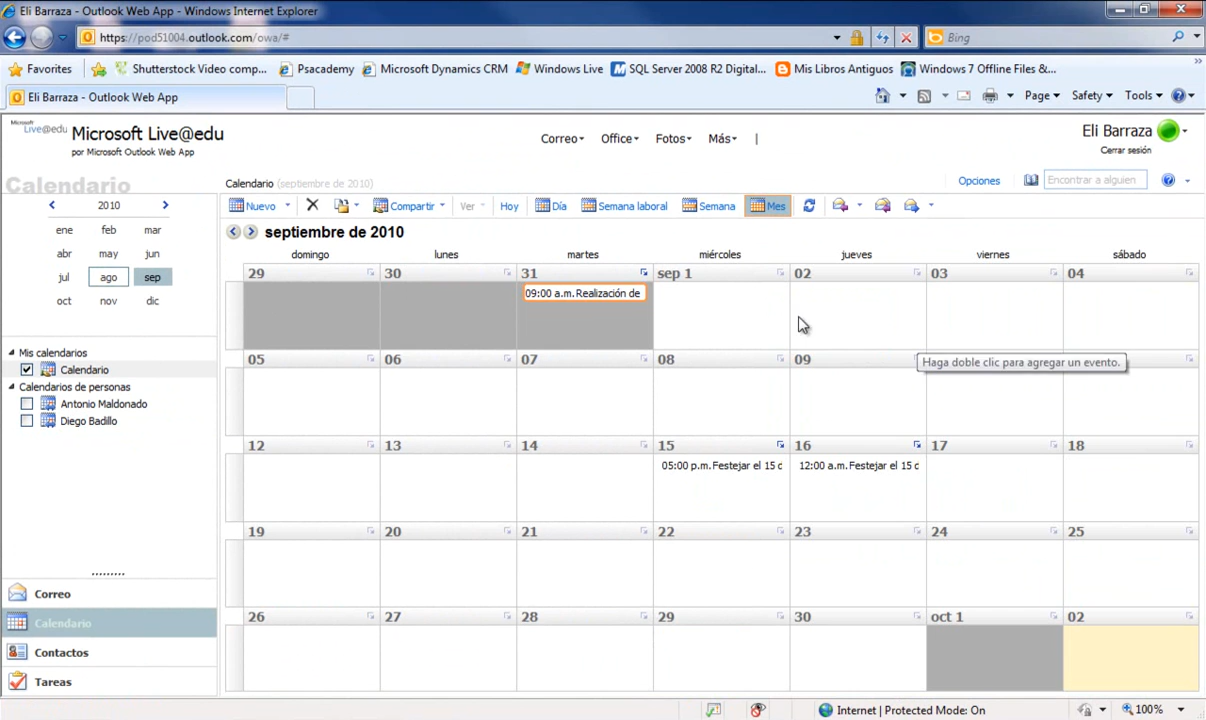 Eli Barraza - Outlook Web App - Windows Internet Explorer
https://pod51004.outlook.com/owa/#
Bing
Favorites
Shutterstock Video comp...
Psacademy
Microsoft Dynamics CRM
Windows Live
SQL Server 2008 R2 Digital...
Mis Libros Antiguos
Windows 7 Offline Files &...
Eli Barraza - Outlook Web App
Page
Safety
Tools
Microsoft
Live@edu
Microsoft Live@edu
por Microsoft Outlook Web App
Correo
Office
Fotos
Más
|
Eli Barraza
Cerrar sesión
Calendario
Calendario (septiembre de 2010)
Opciones
Encontrar a alguien
2010
Nuevo
Compartir
Ver
Hoy
Día
Semana laboral
Semana
Mes
ene feb mar
abr may jun
jul ago sep
oct nov dic
septiembre de 2010
domingo lunes martes miércoles jueves viernes sábado
29 30 31 sep 1 02 03 04
09:00 a.m. Realización de
Mis calendarios
Calendario
Calendarios de personas
Antonio Maldonado
Diego Badillo
05 06 07 08 09
Haga doble clic para agregar un evento.
12 13 14 15 16 17 18
05:00 p.m. Festejar el 15 d
12:00 a.m. Festejar el 15 d
19 20 21 22 23 24 25
26 27 28 29 30 oct 1 02
Correo
Calendario
Contactos
Tareas
Internet | Protected Mode: On
100%